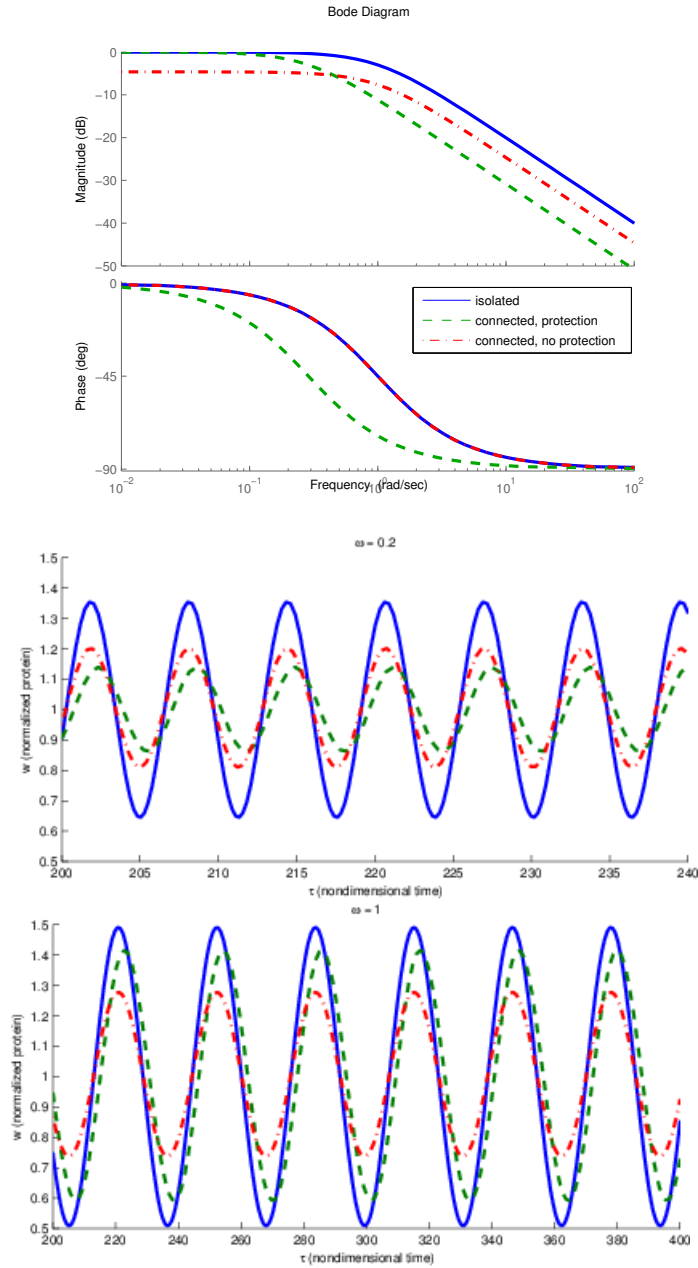 Bode Diagram
Magnitude (dB)
0
−10
−20
−30
−40
−50
Phase (deg)
0
−45
−90
isolated
connected, protection
connected, no protection
10^-2
10^-1
10^0
10^1
10^2
Frequency (rad/sec)
ω = 0.2
w (normalized protein)
1.5
1.4
1.3
1.2
1.1
1
0.9
0.8
0.7
0.6
0.5
200 205 210 215 220 225 230 235 240
τ (nondimensional time)
ω = 1
w (normalized protein)
1.5
1.4
1.3
1.2
1.1
1
0.9
0.8
0.7
0.6
0.5
200 220 240 260 280 300 320 340 360 380 400
τ (nondimensional time)